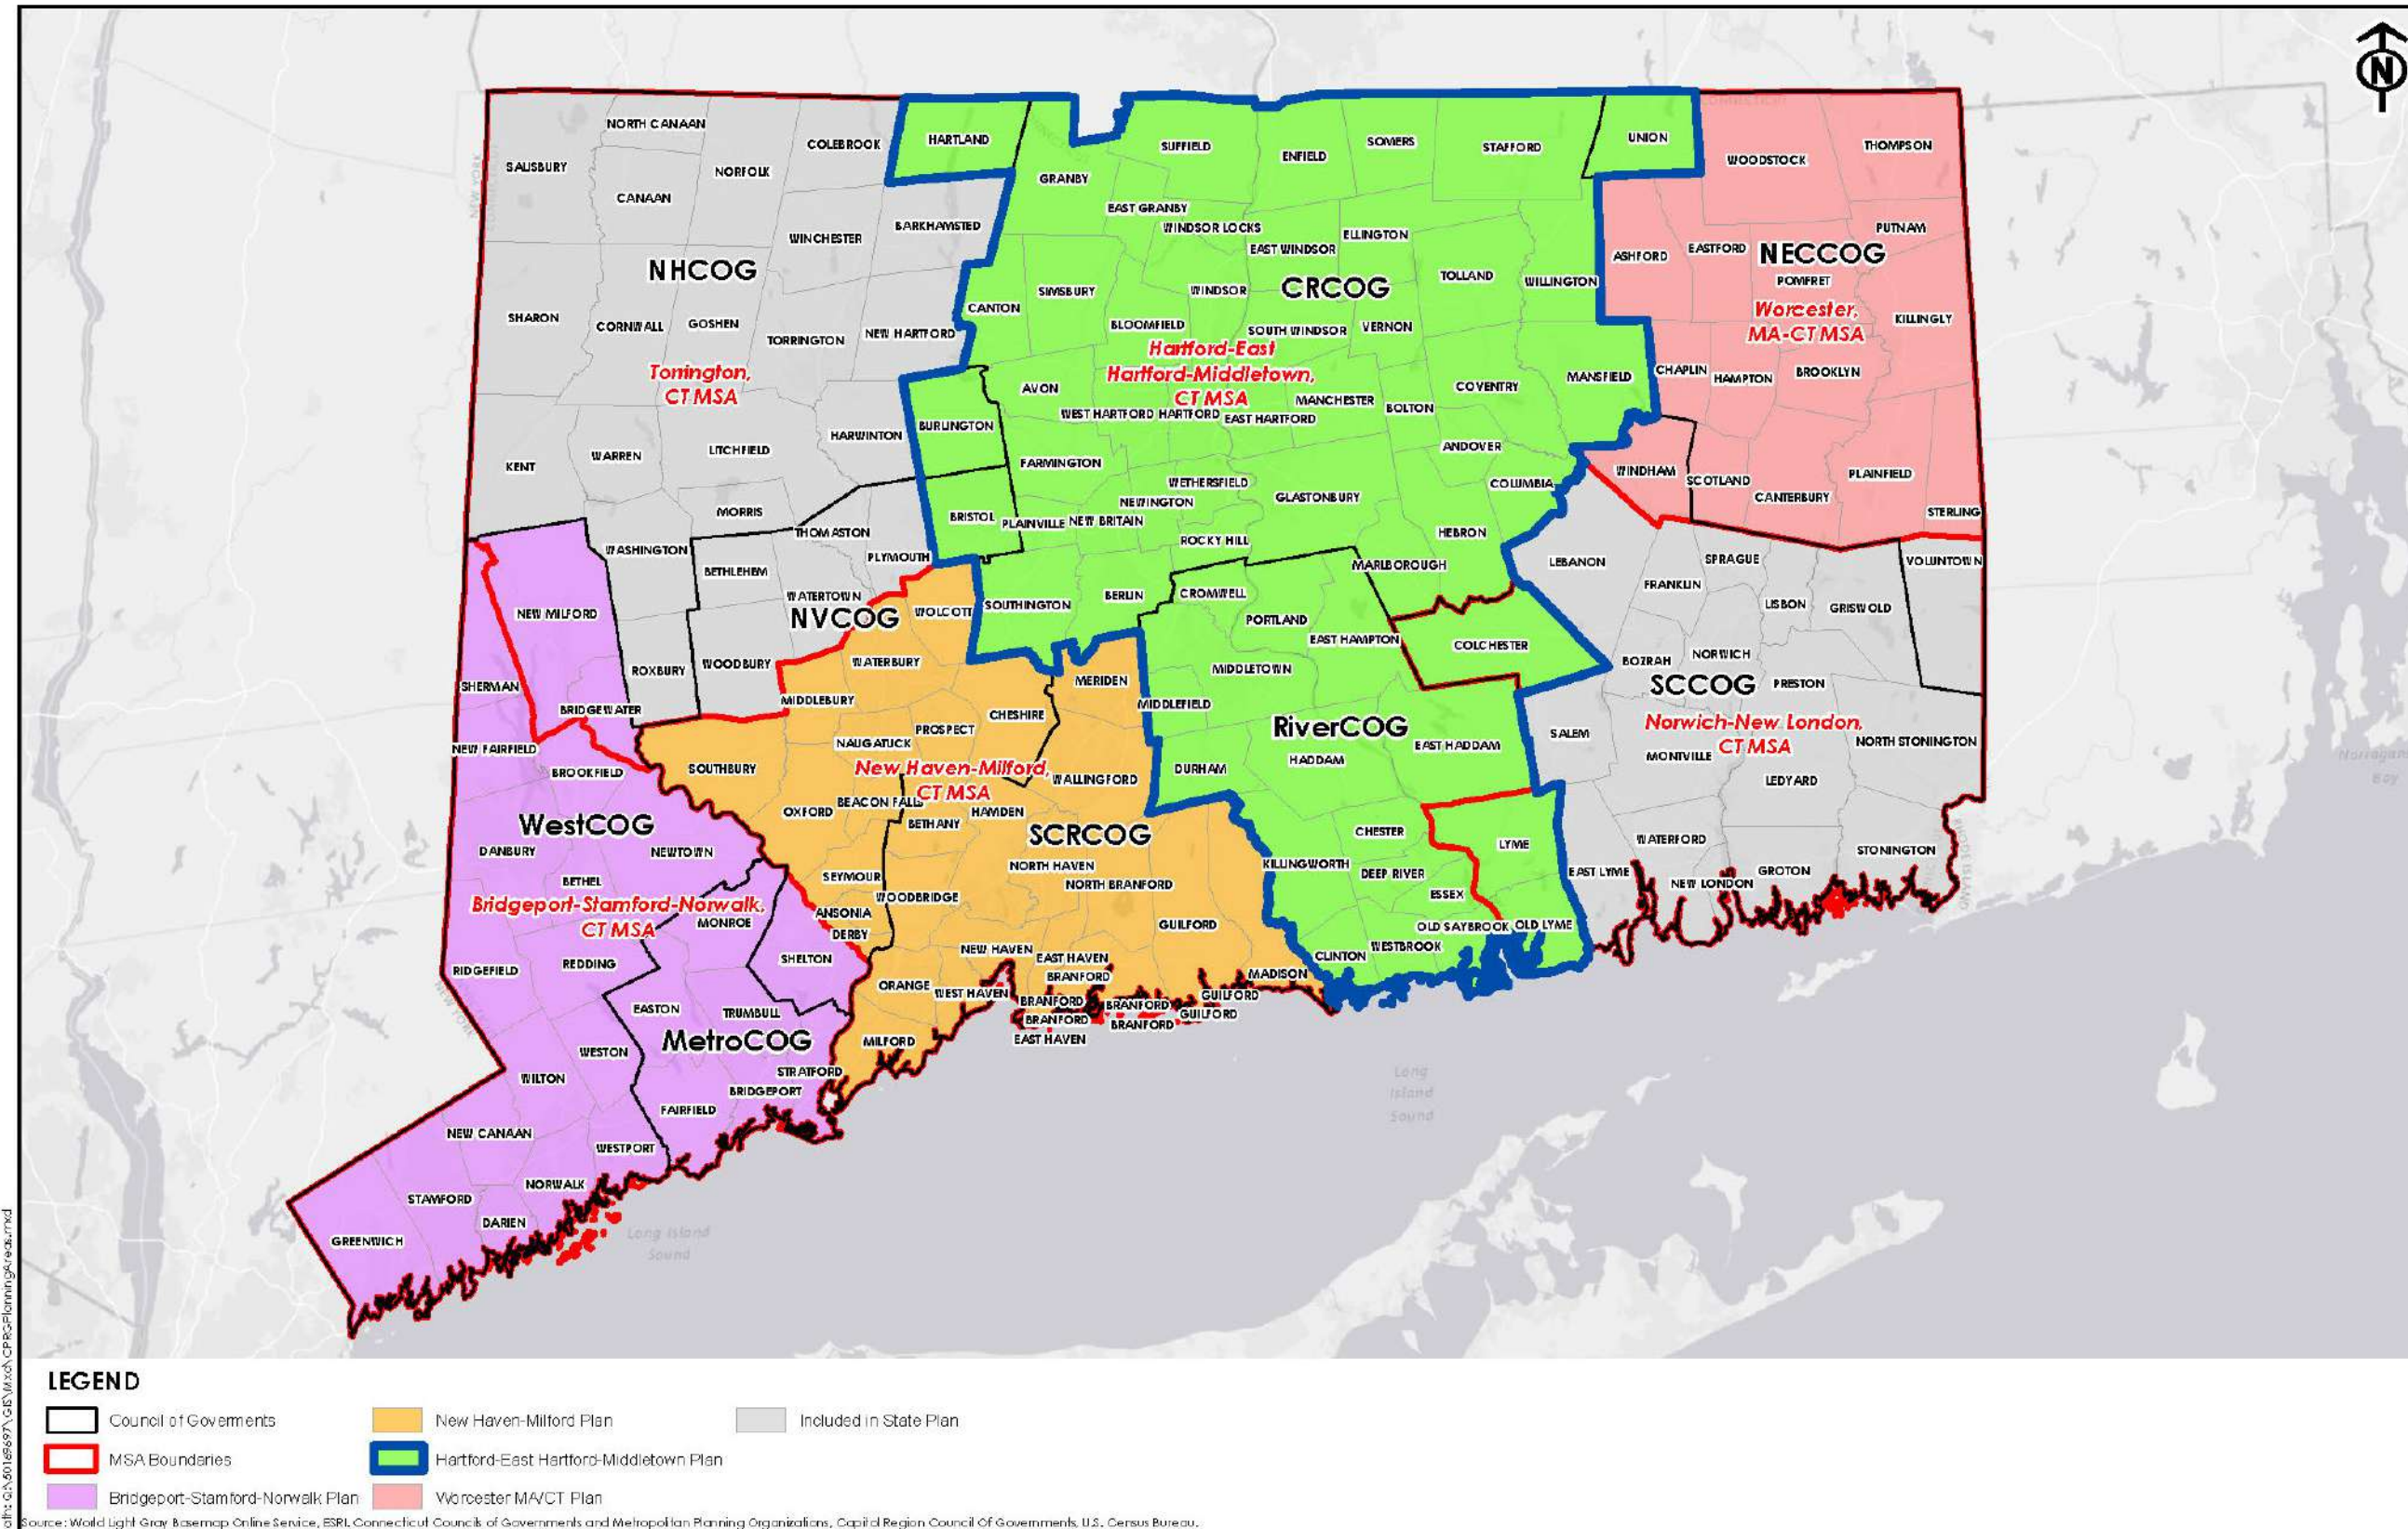 N
NORTH CANAAN
COLEBROOK
HARTLAND
SALISBURY
NORFOLK
CANAAN
SUFFIELD
ENFIELD
SOMERS
STAFFORD
UNION
WOODSTOCK
THOMPSON
GRANBY
EAST GRANBY
WINDSOR LOCKS
EAST WINDSOR
ELLINGTON
BARKHAMSTED
WINCHESTER
NHCOG
PUTNAM
ASHFORD
EASTFORD
NECCOG
POMFRET
Worcester,
MA-CT MSA
KILLINGLY
TOLLAND
WILLINGTON
CRCOG
SIMSBURY
WINDSOR
CANTON
SHARON
CORNWALL
GOSHEN
TORRINGTON
NEW HARTFORD
BLOOMFIELD
SOUTH WINDSOR
VERNON
Torrington,
CT MSA
Hartford-East
Hartford-Middletown,
CT MSA
AVON
MANCHESTER
COVENTRY
MANSFIELD
CHAPLIN
HAMPTON
BROOKLYN
WEST HARTFORD
HARTFORD
EAST HARTFORD
BOLTON
BURLINGTON
HARWINTON
ANDOVER
KENT
WARREN
LITCHFIELD
FARMINGTON
WINDHAM
SCOTLAND
PLAINFIELD
WETHERSFIELD
NEWINGTON
GLASTONBURY
COLUMBIA
CANTERBURY
STERLING
MORRIS
BRISTOL
PLAINVILLE
NEW BRITAIN
ROCKY HILL
HEBRON
THOMASTON
WASHINGTON
PLYMOUTH
BETHLEHEM
MARLBOROUGH
LEBANON
SPRAGUE
VOLUNTOWN
FRANKLIN
WATERTOWN
NVCOG
WOLCOTT
SOUTHINGTON
BERLIN
CROMWELL
PORTLAND
LISBON
GRISWOLD
NEW MILFORD
EAST HAMPTON
COLCHESTER
ROXBURY
WOODBURY
WATERBURY
MIDDLETOWN
BOZRAH
NORWICH
SHERMAN
MERIDEN
SCCOG
PRESTON
BRIDGEWATER
MIDDLEBURY
CHESHIRE
MIDDLEFIELD
PROSPECT
RiverCOG
Norwich-New London,
CT MSA
NEW FAIRFIELD
NAUGATUCK
EAST HADDAM
SALEM
NORTH STONINGTON
BROOKFIELD
SOUTHBURY
New Haven-Milford,
CT MSA
WALLINGFORD
DURHAM
HADDAM
MONTVILLE
LEDYARD
OXFORD
BEACON FALLS
BETHANY
HAMDEN
WestCOG
SCRCOG
CHESTER
LYME
WATERFORD
STONINGTON
DANBURY
NEWTOWN
NORTH HAVEN
KILLINGWORTH
DEEP RIVER
EAST LYME
NEW LONDON
GROTON
BETHEL
SEYMOUR
WOODBRIDGE
NORTH BRANFORD
ESSEX
Bridgeport-Stamford-Norwalk,
CT MSA
MONROE
ANSONIA
DERBY
GUILFORD
OLD SAYBROOK
OLD LYME
RIDGEFIELD
REDDING
SHELTON
NEW HAVEN
EAST HAVEN
BRANFORD
CLINTON
WESTBROOK
MADISON
ORANGE
WEST HAVEN
BRANFORD
BRANFORD
GUILFORD
GUILFORD
BRANFORD
BRANFORD
EAST HAVEN
EASTON
TRUMBULL
MetroCOG
MILFORD
WESTON
STRATFORD
WILTON
BRIDGEPORT
FAIRFIELD
NEW CANAAN
WESTPORT
NORWALK
STAMFORD
DARIEN
GREENWICH
Long Island
Sound
Long
Island
Sound
NEW YORK
NEW YORK
LEGEND
Council of Goverments
MSA Boundaries
Bridgeport-Stamford-Norwalk Plan
New Haven-Milford Plan
Hartford-East Hartford-Middletown Plan
Worcester MA/CT Plan
Included in State Plan
Source: World Light Gray Basemap Online Service, ESRI, Connecticut Councils of Governments and Metropolitan Planning Organizations, Capitol Region Council Of Governments, U.S. Census Bureau.